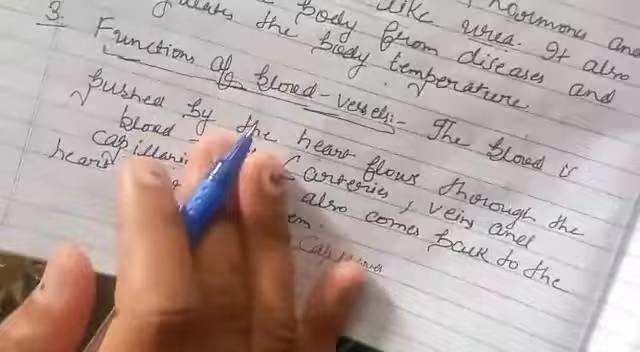 hormones and
like urea. It also
body from diseases and
the body temperature
3. Functions of blood-vessels:- The blood is
pushed by the heart flows through the
blood (arteries, veins and
capillari also comes back to the
heart em.